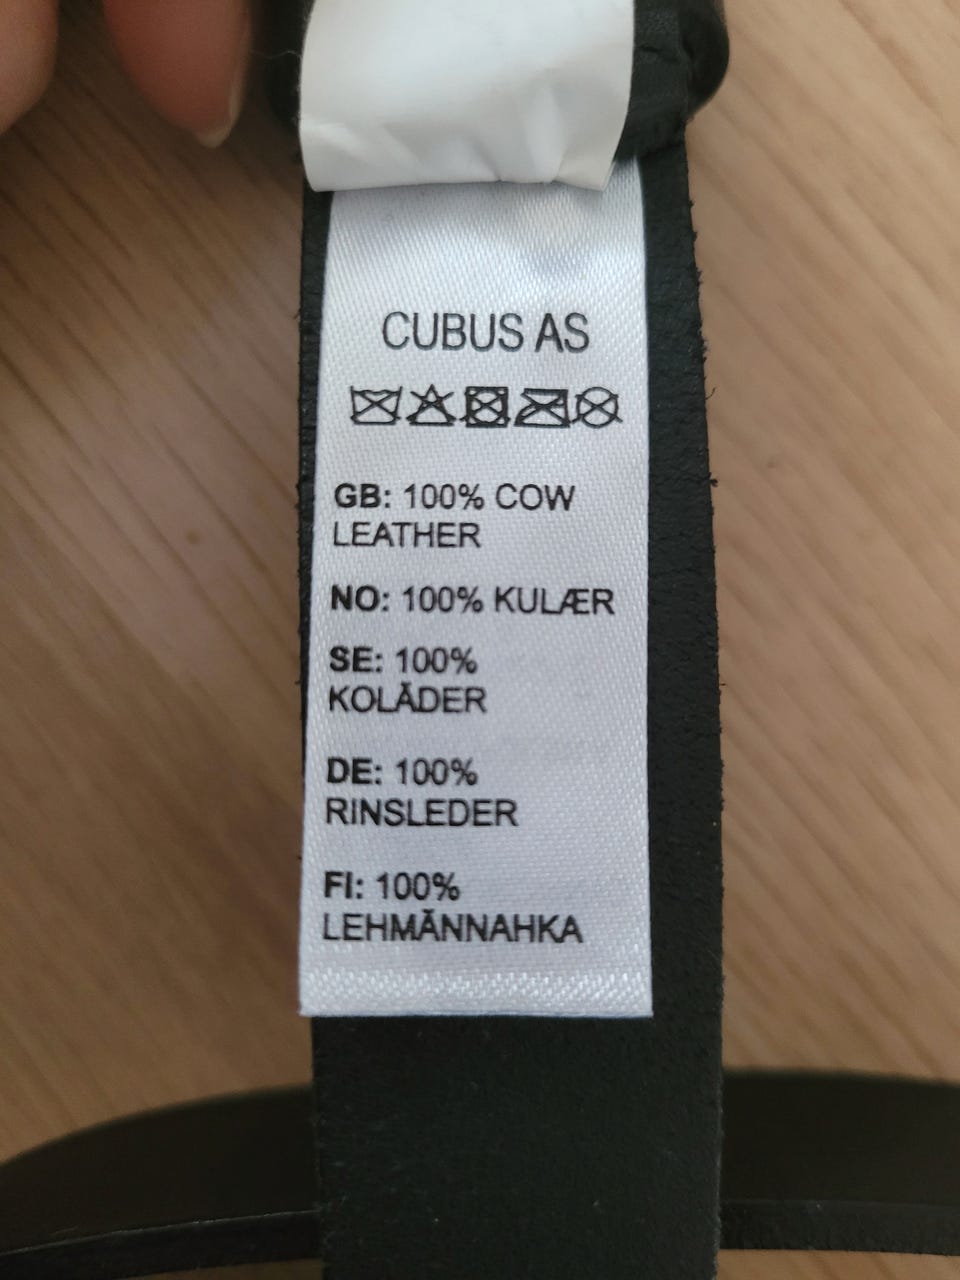 CUBUS AS
GB: 100% COW
LEATHER
NO: 100% KULÆR
SE: 100%
KOLÄDER
DE: 100%
RINSLEDER
FI: 100%
LEHMÄNNAHKA